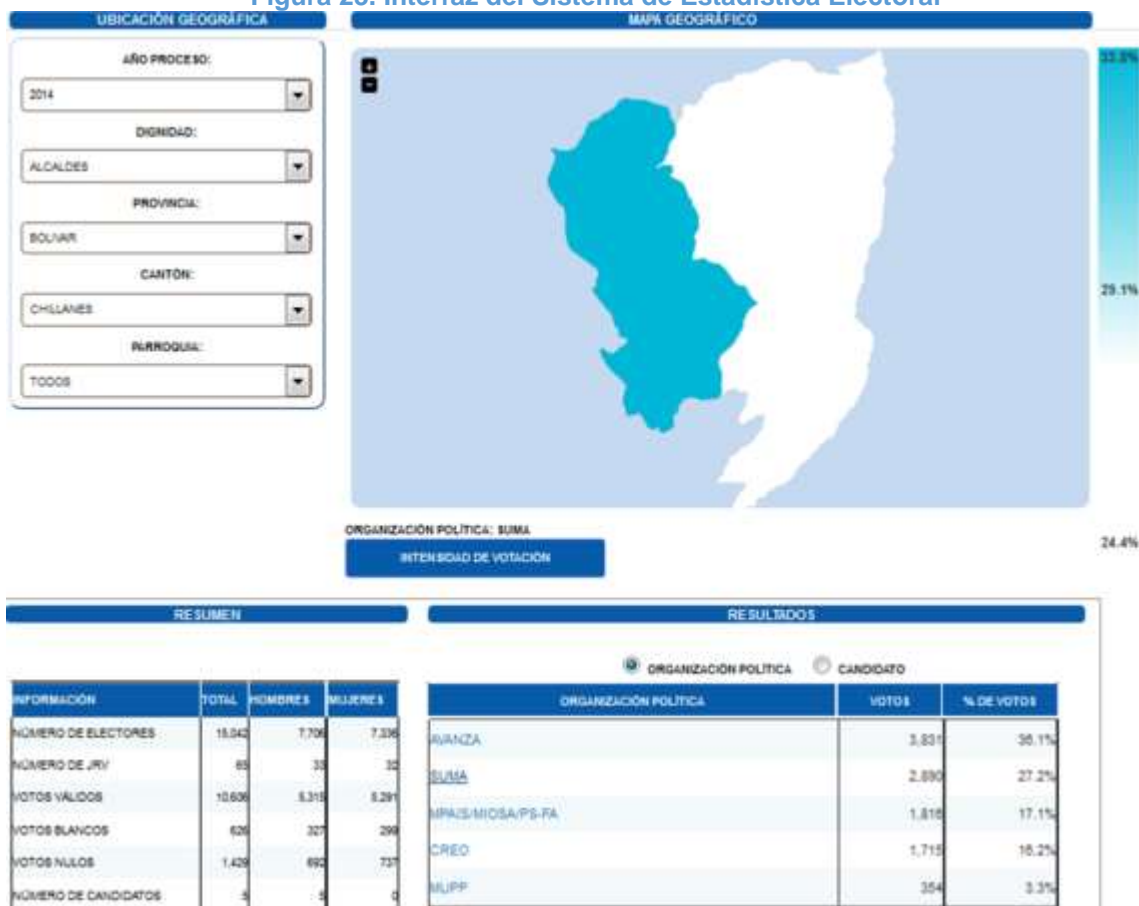 Figura 28. Interfaz del Sistema de Estadística Electoral
UBICACIÓN GEOGRÁFICA
AÑO PROCESO:
2014
DIGNIDAD:
ALCALDES
PROVINCIA:
BOLIVAR
CANTÓN:
CHILLANES
PARROQUIA:
TODOS
MAPA GEOGRÁFICO
+
-
33.8%
29.1%
24.4%
ORGANIZACIÓN POLÍTICA: SUMA
INTENSIDAD DE VOTACIÓN
RESUMEN
INFORMACIÓN TOTAL HOMBRES MUJERES
NÚMERO DE ELECTORES 15,042 7,706 7,336
NÚMERO DE JRV 65 33 32
VOTOS VÁLIDOS 10,606 5,315 5,291
VOTOS BLANCOS 626 327 299
VOTOS NULOS 1,429 692 737
NÚMERO DE CANDIDATOS 5 5 0
RESULTADOS
ORGANIZACIÓN POLÍTICA CANDIDATO
ORGANIZACIÓN POLÍTICA VOTOS % DE VOTOS
AVANZA 3,831 36.1%
SUMA 2,890 27.2%
MPAIS/MIOSA/PS-FA 1,816 17.1%
CREO 1,715 16.2%
MUPP 354 3.3%